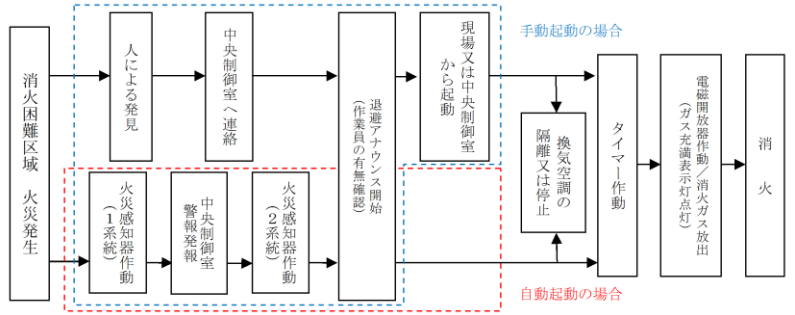 消火困難区域 火災発生
人による発見
中央制御室へ連絡
退避アナウンス開始
(作業員の有無確認)
現場又は中央制御室
から起動
手動起動の場合
火災感知器作動
(1系統)
中央制御室
警報発報
火災感知器作動
(2系統)
換気空調の
隔離又は停止
タイマー作動
電磁開放器作動/消火ガス放出
(ガス充満表示灯点灯)
消火
自動起動の場合